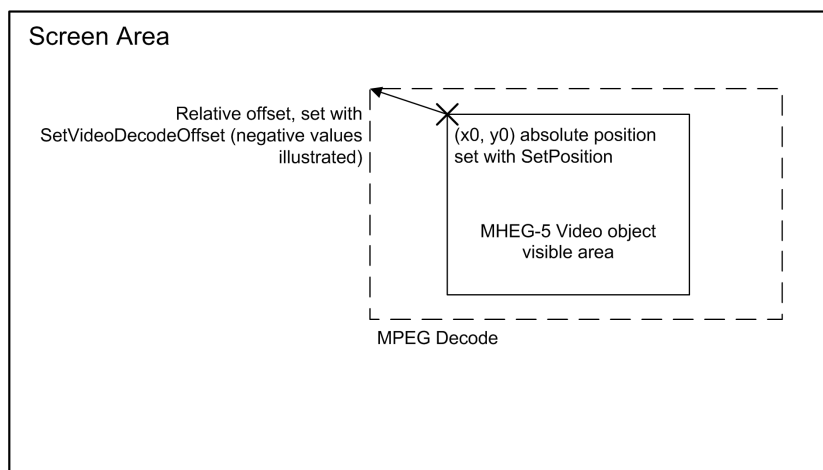 Screen Area
Relative offset, set with
SetVideoDecodeOffset (negative values
illustrated)
(x0, y0) absolute position
set with SetPosition
MHEG-5 Video object
visible area
MPEG Decode